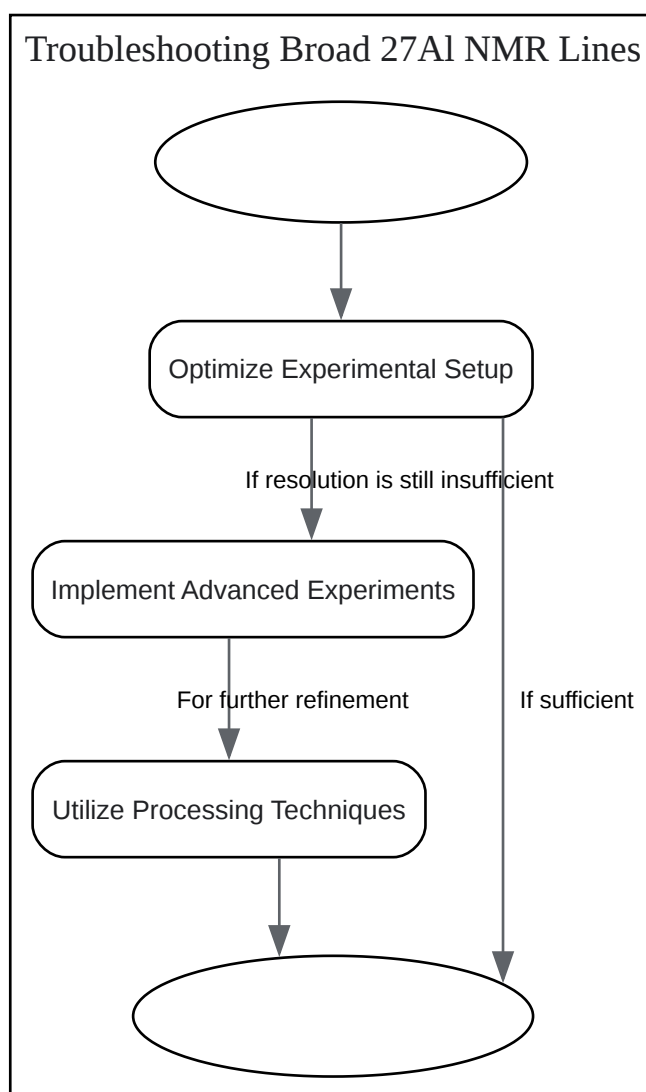 Troubleshooting Broad 27Al NMR Lines
Optimize Experimental Setup
If resolution is still insufficient
Implement Advanced Experiments
For further refinement
If sufficient
Utilize Processing Techniques